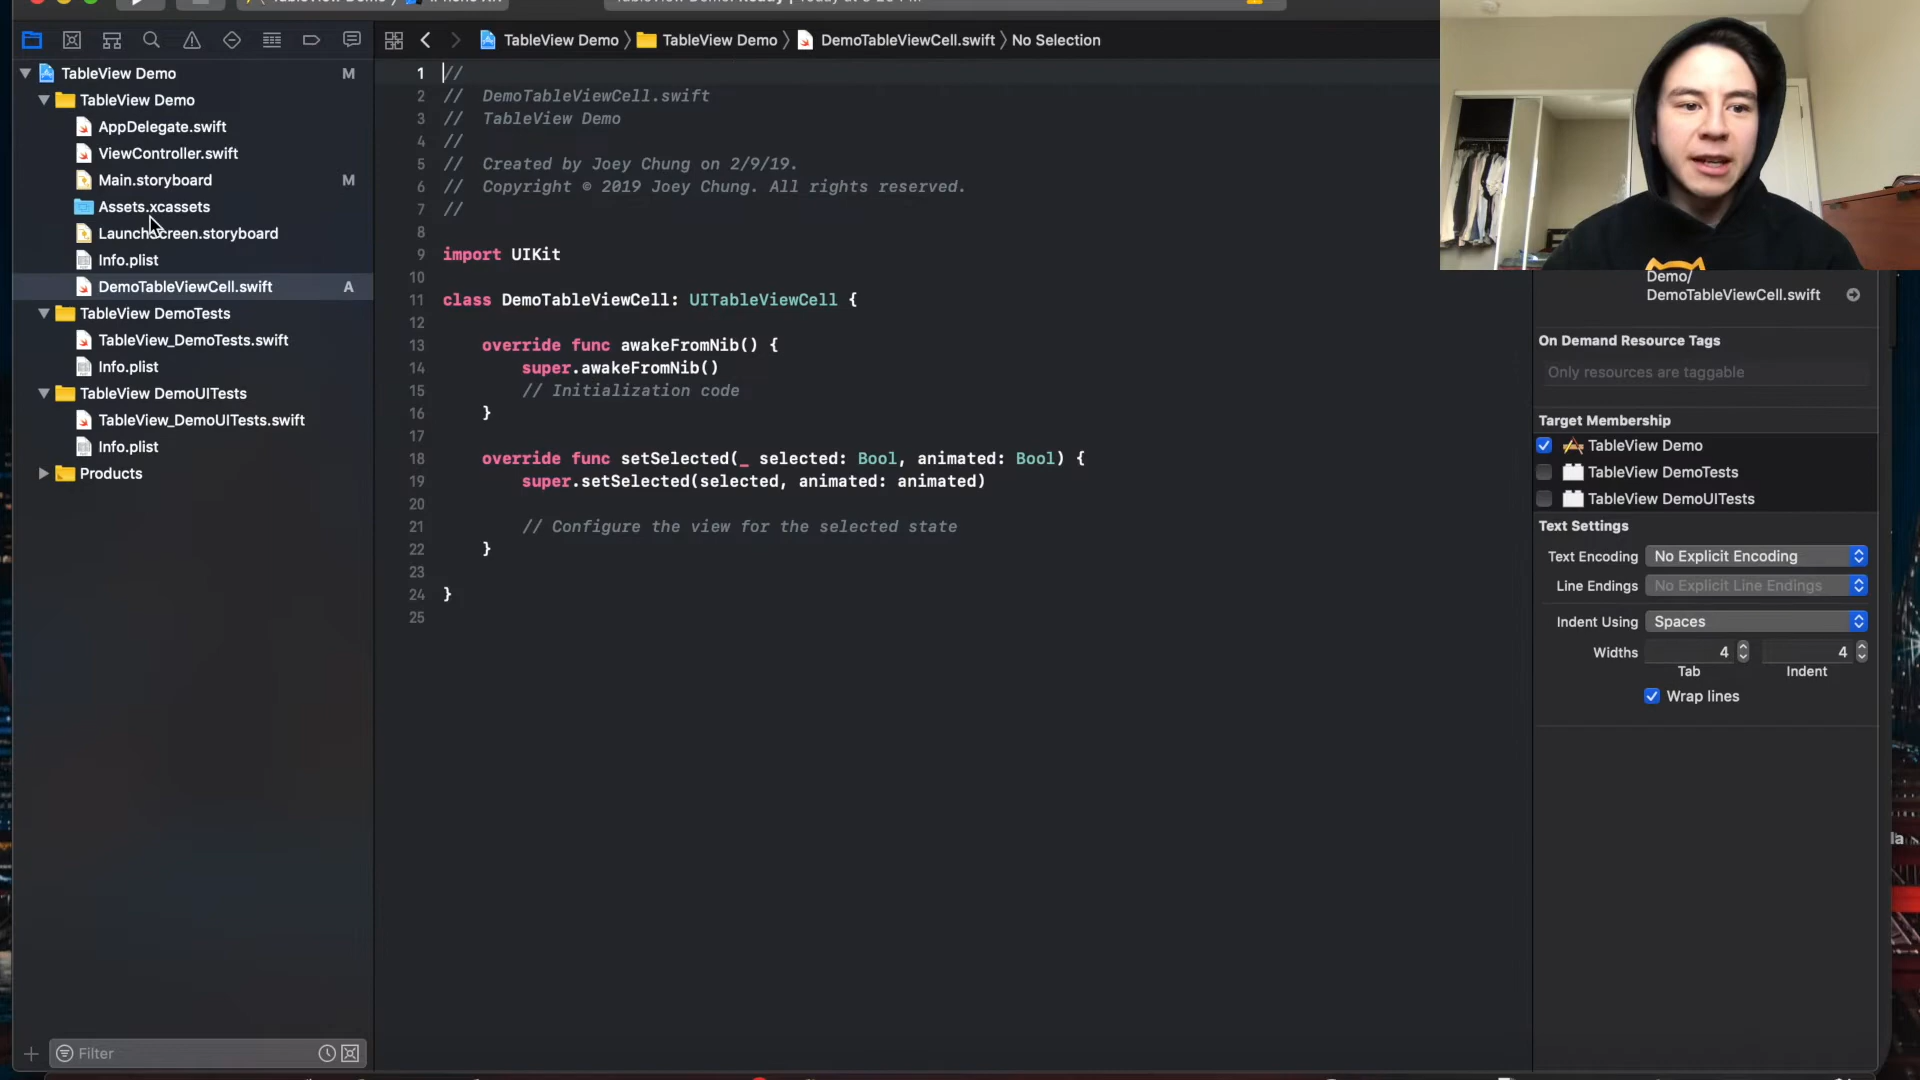 TableView Demo 〉 TableView Demo 〉 DemoTableViewCell.swift 〉 No Selection
TableView Demo M
TableView Demo
AppDelegate.swift
ViewController.swift
Main.storyboard M
Assets.xcassets
LaunchScreen.storyboard
Info.plist
DemoTableViewCell.swift A
TableView DemoTests
TableView_DemoTests.swift
Info.plist
TableView DemoUITests
TableView_DemoUITests.swift
Info.plist
Products
Filter
1 //
2 // DemoTableViewCell.swift
3 // TableView Demo
4 //
5 // Created by Joey Chung on 2/9/19.
6 // Copyright © 2019 Joey Chung. All rights reserved.
7 //
8
9 import UIKit
10
11 class DemoTableViewCell: UITableViewCell {
12
13 override func awakeFromNib() {
14 super.awakeFromNib()
15 // Initialization code
16 }
17
18 override func setSelected(_ selected: Bool, animated: Bool) {
19 super.setSelected(selected, animated: animated)
20
21 // Configure the view for the selected state
22 }
23
24 }
25
Demo/
DemoTableViewCell.swift
On Demand Resource Tags
Only resources are taggable
Target Membership
TableView Demo
TableView DemoTests
TableView DemoUITests
Text Settings
Text Encoding No Explicit Encoding
Line Endings No Explicit Line Endings
Indent Using Spaces
Widths 4 4
Tab Indent
Wrap lines